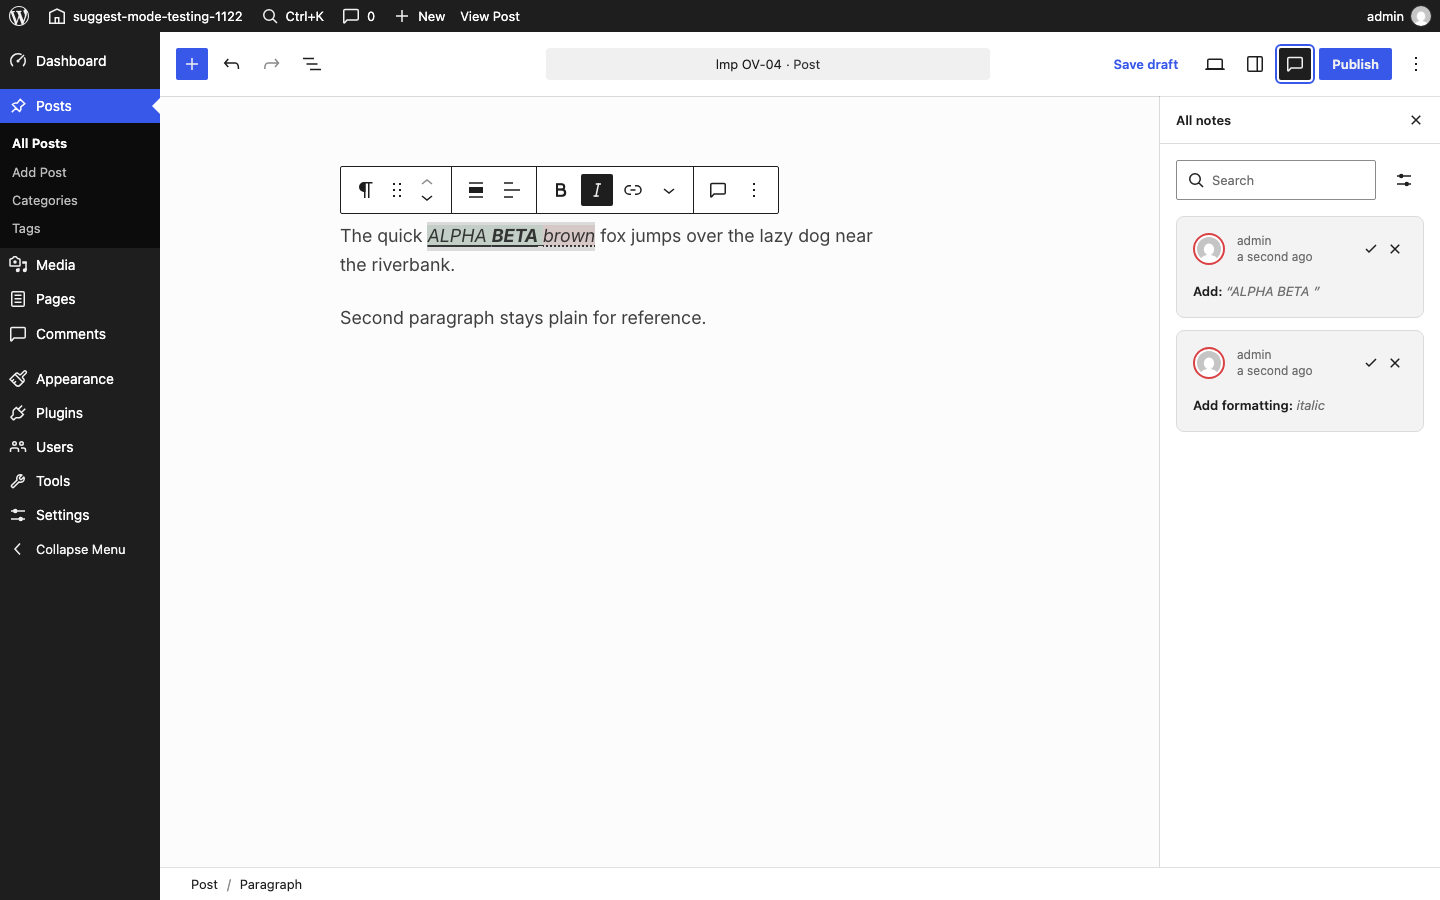 suggest-mode-testing-1122
Ctrl+K
0
New
View Post
admin
Dashboard
Posts
All Posts
Add Post
Categories
Tags
Media
Pages
Comments
Appearance
Plugins
Users
Tools
Settings
Collapse Menu
Imp OV-04 · Post
Save draft
Publish
B I
The quick ALPHA BETA brown fox jumps over the lazy dog near
the riverbank.
Second paragraph stays plain for reference.
All notes
Search
admin
a second ago
Add: “ALPHA BETA ”
admin
a second ago
Add formatting: italic
Post / Paragraph